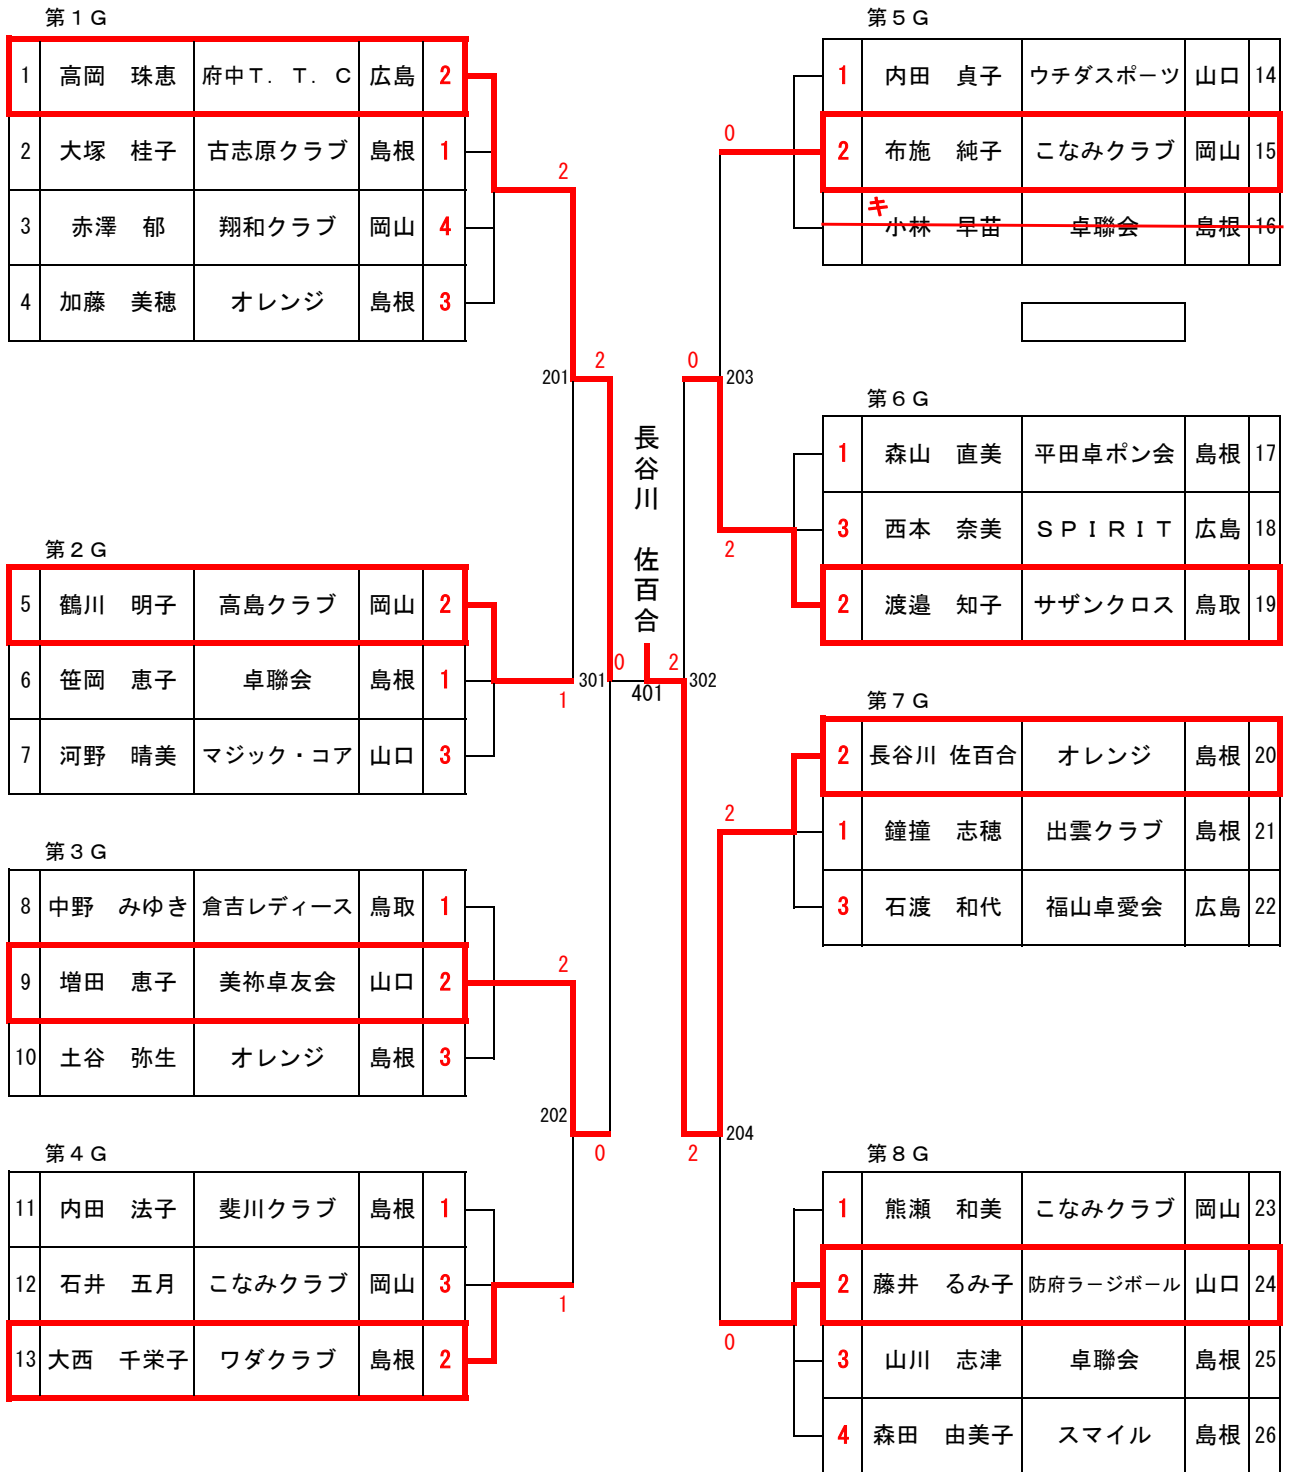 第１Ｇ
1 高岡　珠恵 府中Ｔ．Ｔ．Ｃ 広島 2
2 大塚　桂子 古志原クラブ 島根 1
3 赤澤　郁 翔和クラブ 岡山 4
4 加藤　美穂 オレンジ 島根 3
第２Ｇ
5 鶴川　明子 高島クラブ 岡山 2
6 笹岡　恵子 卓聯会 島根 1
7 河野　晴美 マジック・コア 山口 3
第３Ｇ
8 中野　みゆき 倉吉レディース 鳥取 1
9 増田　恵子 美祢卓友会 山口 2
10 土谷　弥生 オレンジ 島根 3
第４Ｇ
11 内田　法子 斐川クラブ 島根 1
12 石井　五月 こなみクラブ 岡山 3
13 大西　千栄子 ワダクラブ 島根 2
2
201
2
1
301
0
2
202
0
1
長谷川　佐百合
401
0
0
203
2
2
302
2
204
2
0
第５Ｇ
1 内田　貞子 ウチダスポーツ 山口 14
2 布施　純子 こなみクラブ 岡山 15
キ
小林　早苗 卓聯会 島根 16
第６Ｇ
1 森山　直美 平田卓ポン会 島根 17
3 西本　奈美 ＳＰＩＲＩＴ 広島 18
2 渡邉　知子 サザンクロス 鳥取 19
第７Ｇ
2 長谷川 佐百合 オレンジ 島根 20
1 鐘撞　志穂 出雲クラブ 島根 21
3 石渡　和代 福山卓愛会 広島 22
第８Ｇ
1 熊瀬　和美 こなみクラブ 岡山 23
2 藤井　るみ子 防府ラージボール 山口 24
3 山川　志津 卓聯会 島根 25
4 森田　由美子 スマイル 島根 26